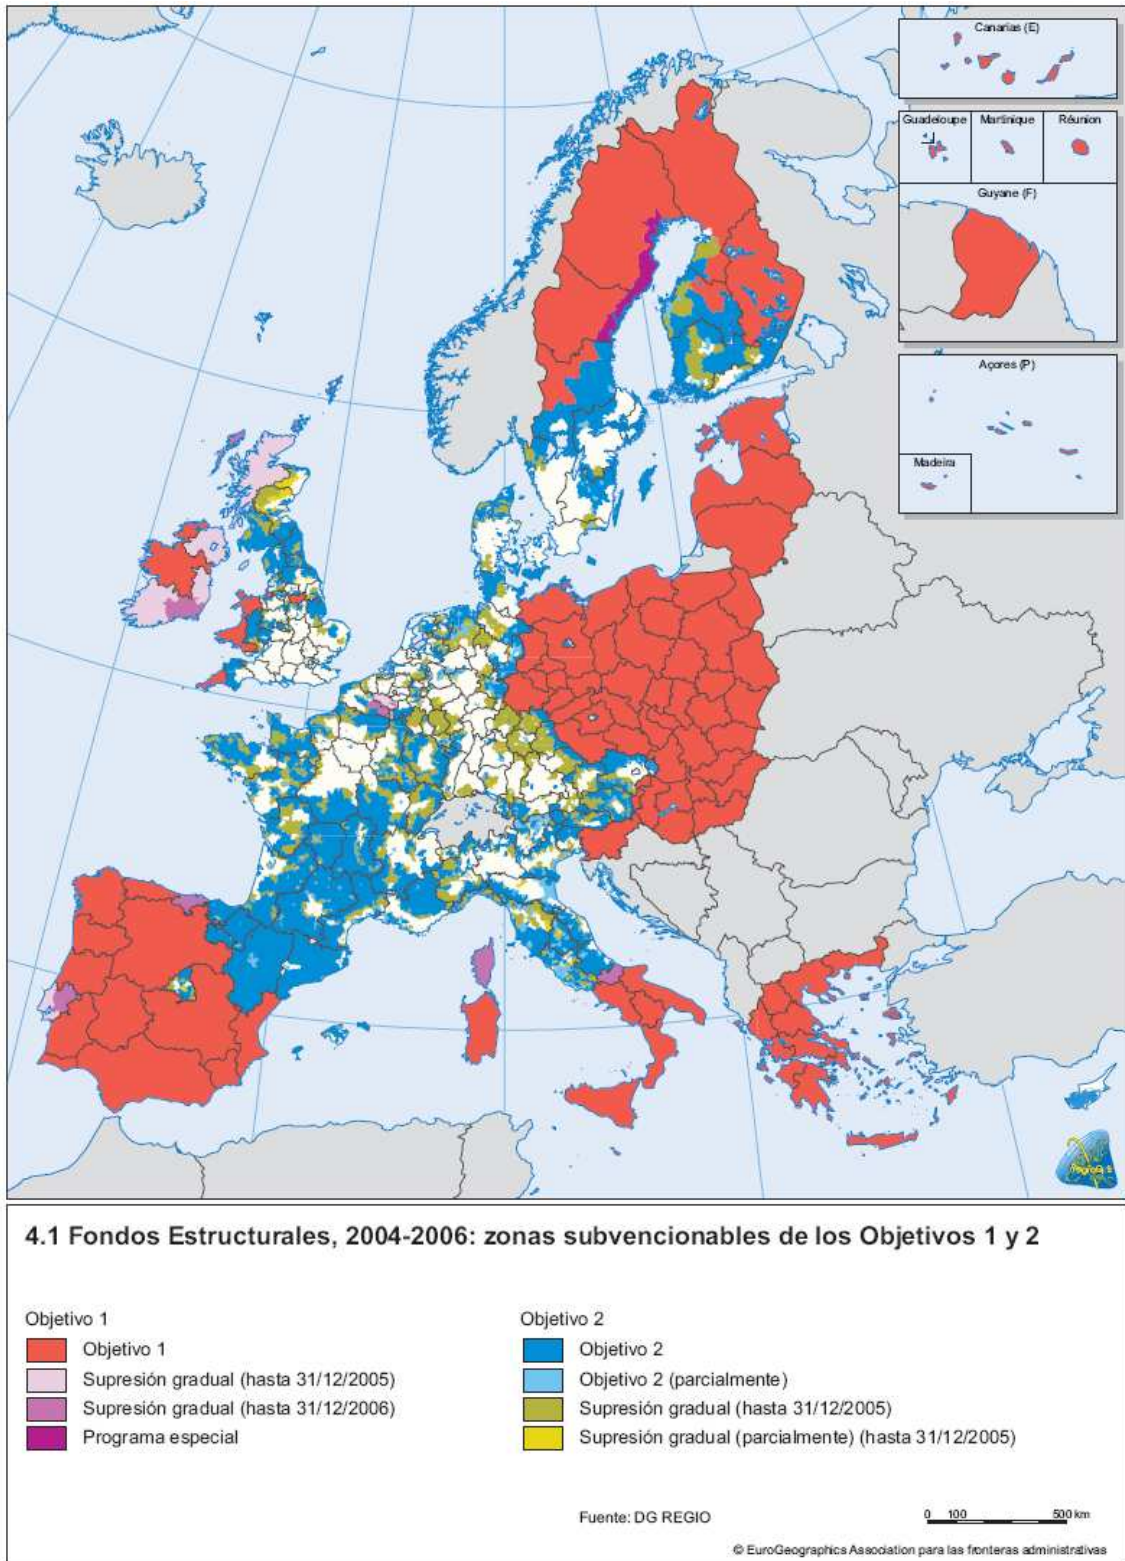 Canarias (E)
Guadeloupe
Martinique
Réunion
Guyane (F)
Açores (P)
Madeira
4.1 Fondos Estructurales, 2004-2006: zonas subvencionables de los Objetivos 1 y 2
Objetivo 1
Objetivo 1
Supresión gradual (hasta 31/12/2005)
Supresión gradual (hasta 31/12/2006)
Programa especial
Objetivo 2
Objetivo 2
Objetivo 2 (parcialmente)
Supresión gradual (hasta 31/12/2005)
Supresión gradual (parcialmente) (hasta 31/12/2005)
Fuente: DG REGIO
0 100 500 km
© EuroGeographics Association para las fronteras administrativas